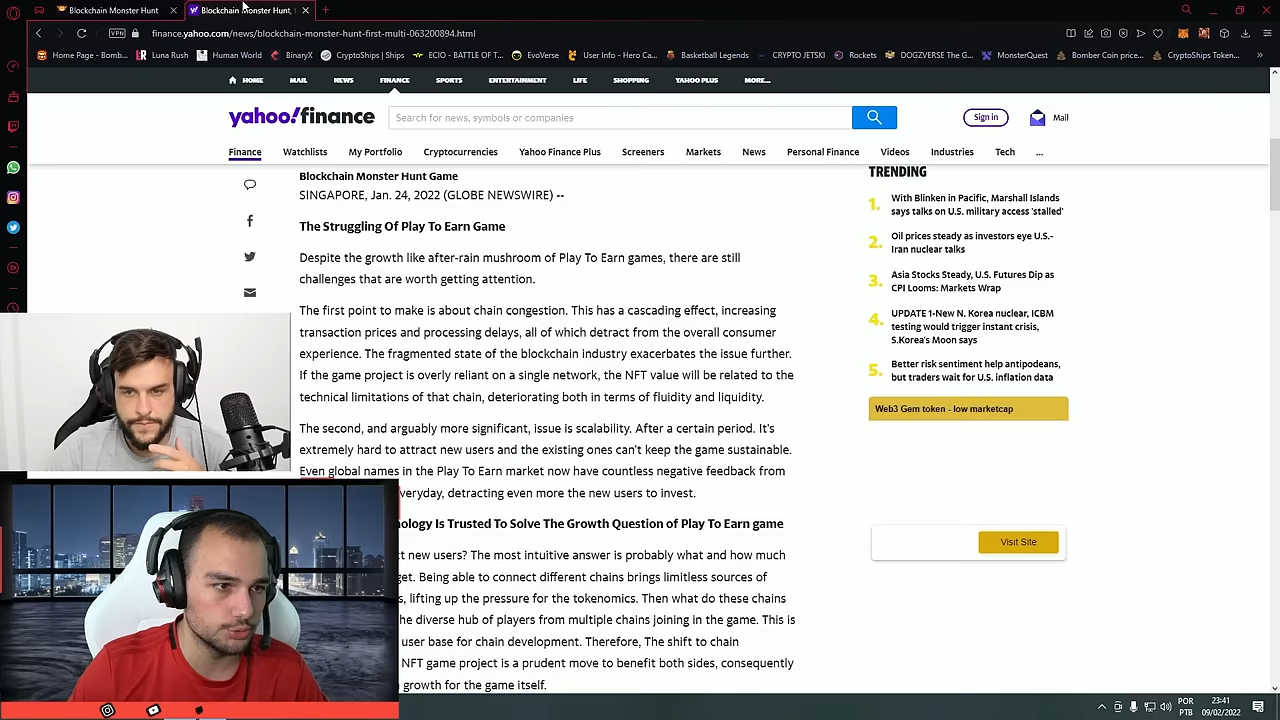 Blockchain Monster Hunt
Blockchain Monster Hunt,
VPN
finance.yahoo.com/news/blockchain-monster-hunt-first-multi-063200894.html
Home Page - Bomb...
Luna Rush
Human World
BinaryX
CryptoShips | Ships
ECIO - BATTLE OF T...
EvoVerse
User Info - Hero Ca...
Basketball Legends
CRYPTO JETSKI
Rockets
DOGZVERSE The G...
MonsterQuest
Bomber Coin price...
CryptoShips Token...
HOME
MAIL
NEWS
FINANCE
SPORTS
ENTERTAINMENT
LIFE
SHOPPING
YAHOO PLUS
MORE...
yahoo!finance
Search for news, symbols or companies
Sign in
Mail
Finance
Watchlists
My Portfolio
Cryptocurrencies
Yahoo Finance Plus
Screeners
Markets
News
Personal Finance
Videos
Industries
Tech
...
Blockchain Monster Hunt Game
SINGAPORE, Jan. 24, 2022 (GLOBE NEWSWIRE) --
The Struggling Of Play To Earn Game
Despite the growth like after-rain mushroom of Play To Earn games, there are still
challenges that are worth getting attention.
The first point to make is about chain congestion. This has a cascading effect, increasing
transaction prices and processing delays, all of which detract from the overall consumer
experience. The fragmented state of the blockchain industry exacerbates the issue further.
If the game project is overly reliant on a single network, the NFT value will be related to the
technical limitations of that chain, deteriorating both in terms of fluidity and liquidity.
The second, and arguably more significant, issue is scalability. After a certain period. It's
extremely hard to attract new users and the existing ones can't keep the game sustainable.
Even global names in the Play To Earn market now have countless negative feedback from
veryday, detracting even more the new users to invest.
nology Is Trusted To Solve The Growth Question of Play To Earn game
ct new users? The most intuitive answer is probably what and how much
get. Being able to connect different chains brings limitless sources of
s, lifting up the pressure for the tokenomics. Then what do these chains
he diverse hub of players from multiple chains joining in the game. This is
user base for chain development. Therefore, The shift to chain
NFT game project is a prudent move to benefit both sides, consequently
growth for the game itself.
TRENDING
1. With Blinken in Pacific, Marshall Islands
says talks on U.S. military access 'stalled'
2. Oil prices steady as investors eye U.S.-
Iran nuclear talks
3. Asia Stocks Steady, U.S. Futures Dip as
CPI Looms: Markets Wrap
4. UPDATE 1-New N. Korea nuclear, ICBM
testing would trigger instant crisis,
S.Korea's Moon says
5. Better risk sentiment help antipodeans,
but traders wait for U.S. inflation data
Web3 Gem token - low marketcap
Visit Site
POR
PTB
23:41
09/02/2022